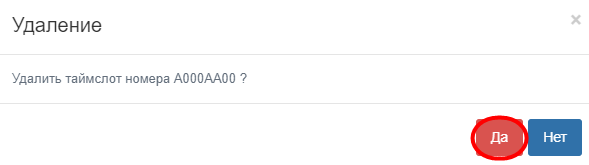 Удаление
×
Удалить таймслот номера А000АА00 ?
Да
Нет